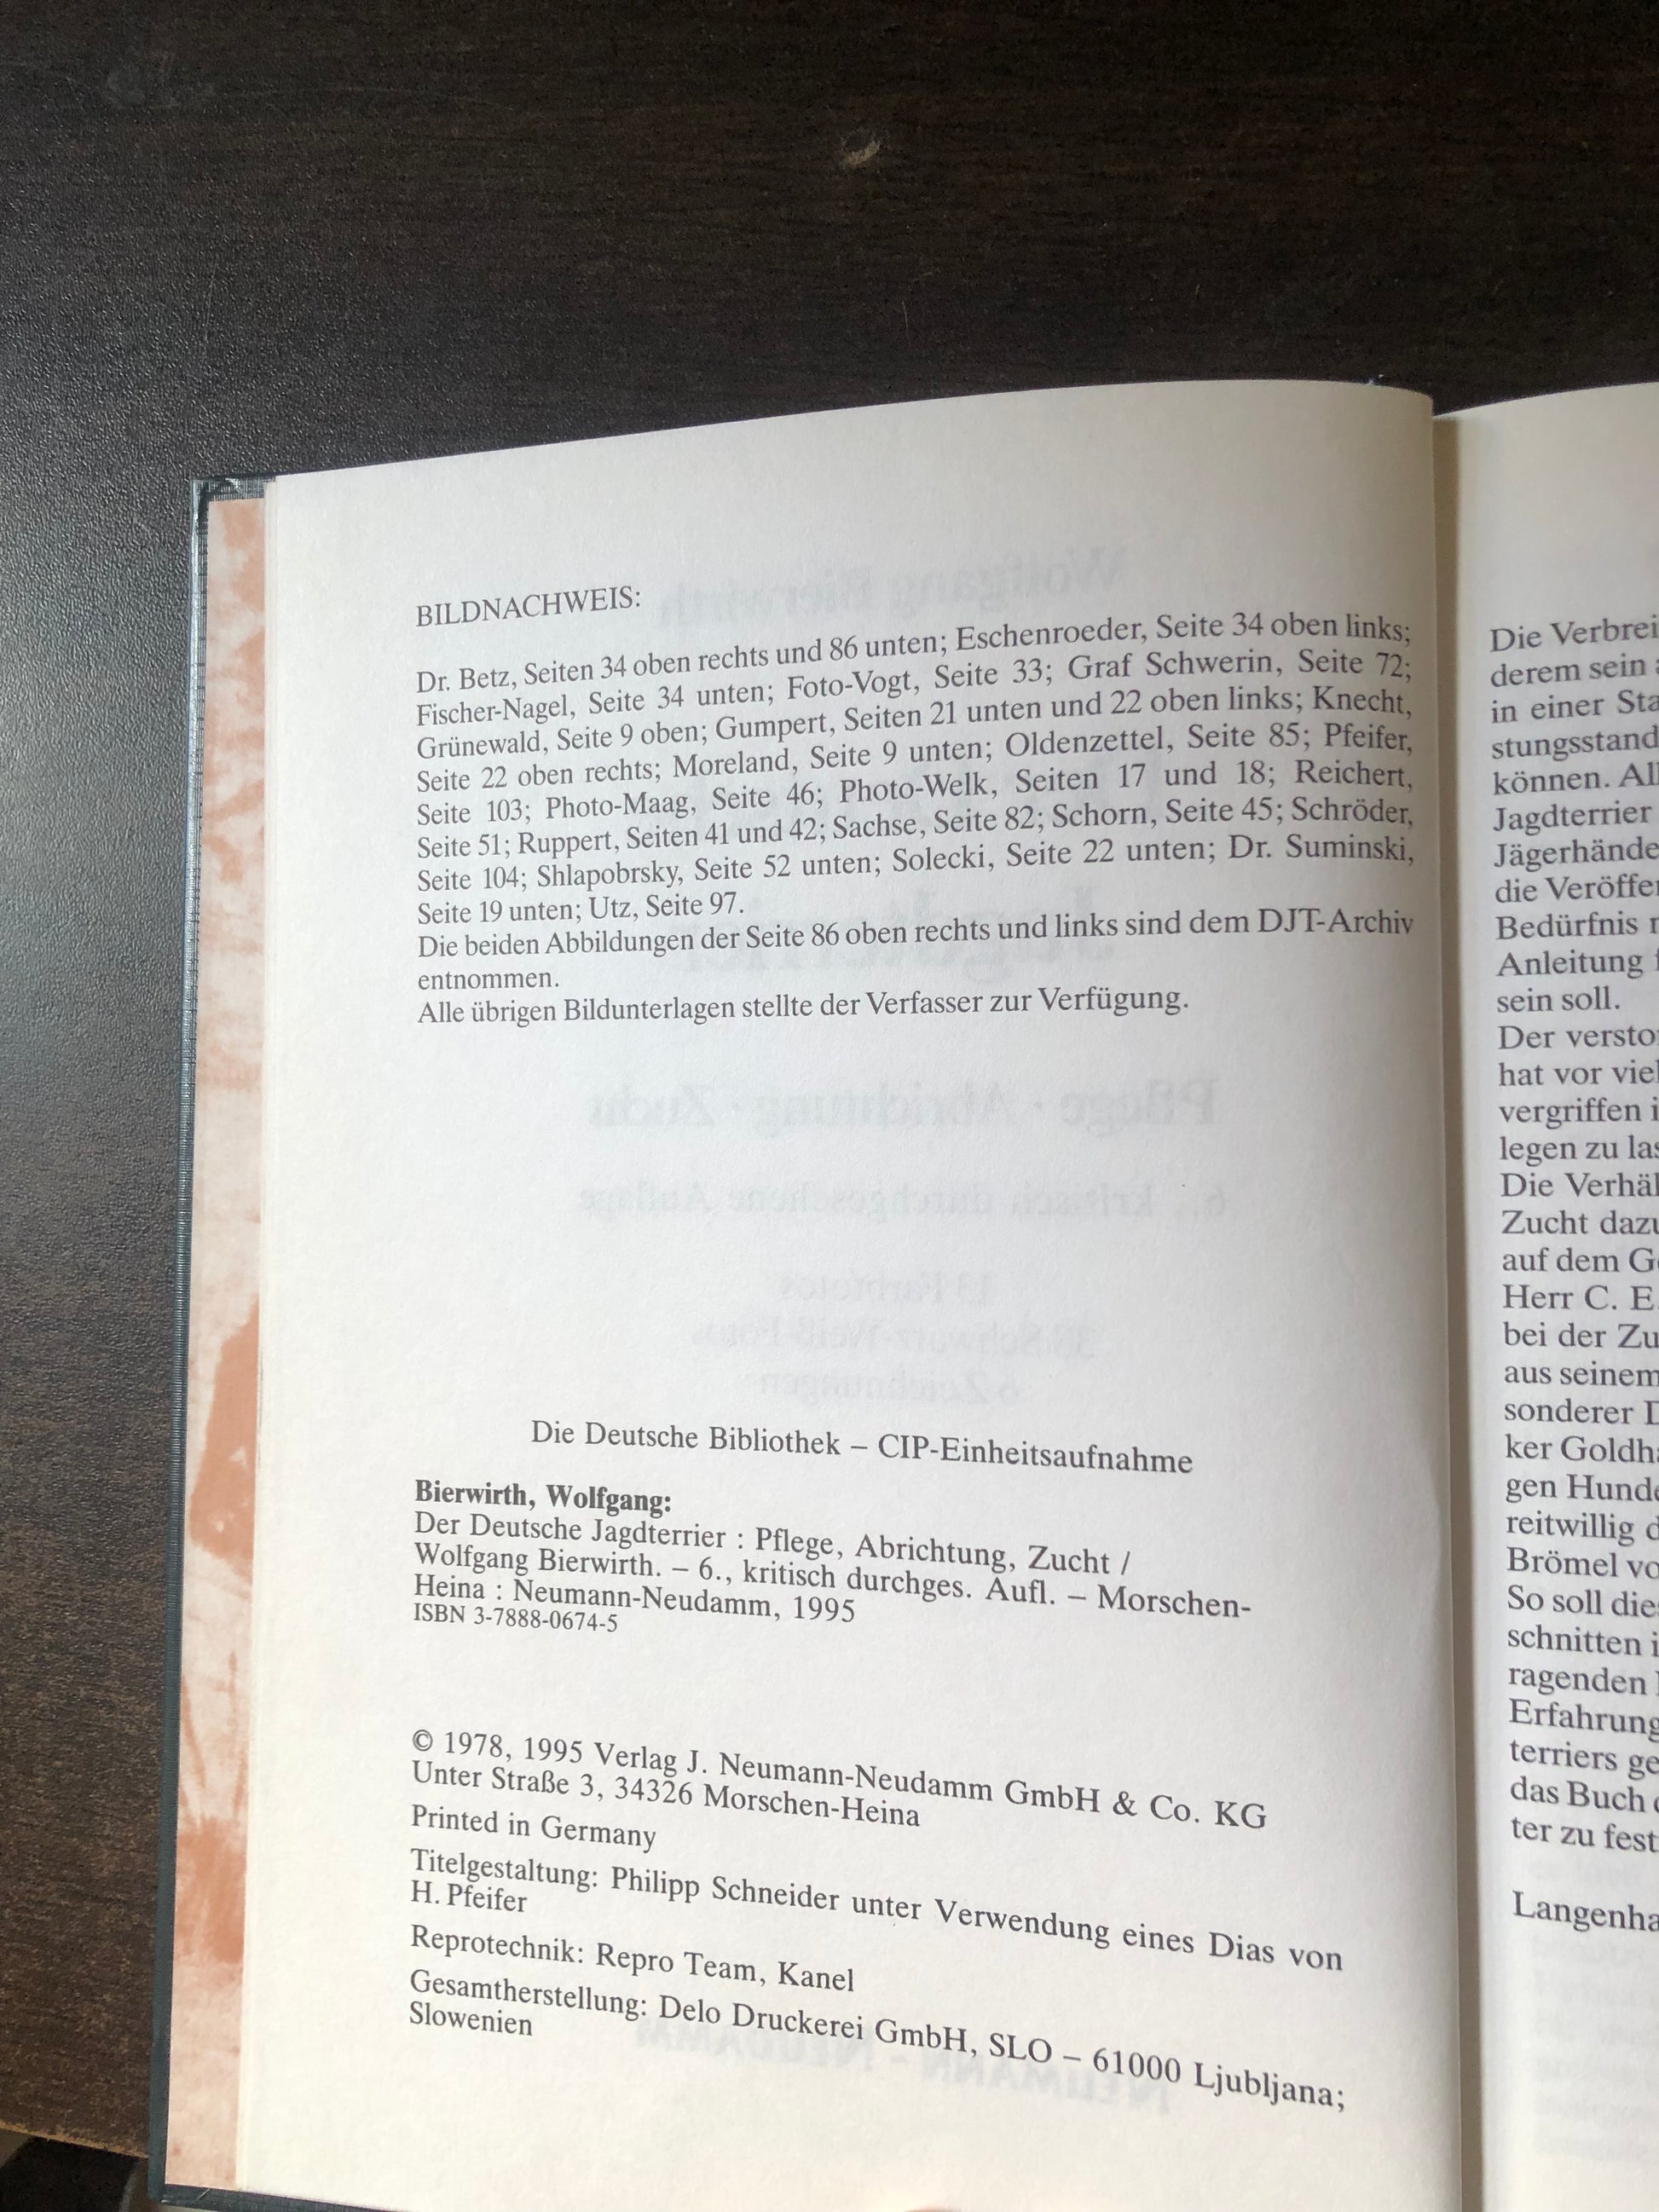 BILDNACHWEIS:
Dr. Betz, Seiten 34 oben rechts und 86 unten; Eschenroeder, Seite 34 oben links;
Fischer-Nagel, Seite 34 unten; Foto-Vogt, Seite 33; Graf Schwerin, Seite 72;
Grünewald, Seite 9 oben; Gumpert, Seiten 21 unten und 22 oben links; Knecht,
Seite 22 oben rechts; Moreland, Seite 9 unten; Oldenzettel, Seite 85; Pfeifer,
Seite 103; Photo-Maag, Seite 46; Photo-Welk, Seiten 17 und 18; Reichert,
Seite 51; Ruppert, Seiten 41 und 42; Sachse, Seite 82; Schorn, Seite 45; Schröder,
Seite 104; Shlapobrsky, Seite 52 unten; Solecki, Seite 22 unten; Dr. Suminski,
Seite 19 unten; Utz, Seite 97.
Die beiden Abbildungen der Seite 86 oben rechts und links sind dem DJT-Archiv
entnommen.
Alle übrigen Bildunterlagen stellte der Verfasser zur Verfügung.
Die Deutsche Bibliothek – CIP-Einheitsaufnahme
Bierwirth, Wolfgang:
Der Deutsche Jagdterrier : Pflege, Abrichtung, Zucht /
Wolfgang Bierwirth. – 6., kritisch durchges. Aufl. – Morschen-
Heina : Neumann-Neudamm, 1995
ISBN 3-7888-0674-5
© 1978, 1995 Verlag J. Neumann-Neudamm GmbH & Co. KG
Unter Straße 3, 34326 Morschen-Heina
Printed in Germany
Titelgestaltung: Philipp Schneider unter Verwendung eines Dias von
H. Pfeifer
Reprotechnik: Repro Team, Kanel
Gesamtherstellung: Delo Druckerei GmbH, SLO – 61000 Ljubljana;
Slowenien
Die Verbrei
derem sein
in einer Sta
stungsstand
können. All
Jagdterrier
Jägerhände
die Veröffe
Bedürfnis
Anleitung
sein soll.
Der versto
hat vor viel
vergriffen i
legen zu las
Die Verhäl
Zucht dazu
auf dem Ge
Herr C. E.
bei der Zu
aus seinem
sonderer D
ker Goldha
gen Hunde
reitwillig d
Brömel vo
So soll die
schnitten i
ragenden
Erfahrung
terriers ge
das Buch
ter zu fest
Langenha